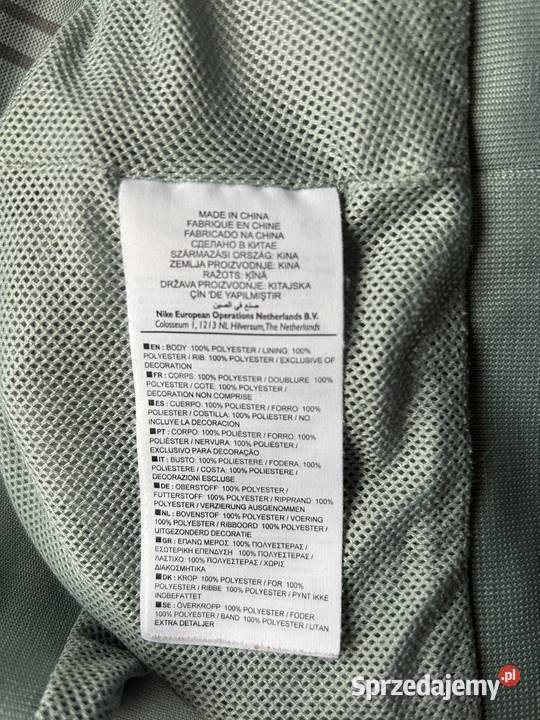 MADE IN CHINA
FABRIQUE EN CHINE
FABRICADO NA CHINA
СДЕЛАНО В КИТАЕ
SZÁRMAZÁSI ORSZÁG: KINA
ZEMLJA PROIZVODNJE: KINA
RAŽOTS: ĶĪNĀ
DRŽAVA PROIZVODNJE: KITAJSKA
ÇİN 'DE YAPILMIŞTIR
صنع في الصين
Nike European Operations Netherlands B.V.
Colosseum 1, 1213 NL Hilversum, The Netherlands
EN : BODY: 100% POLYESTER / LINING: 100%
POLYESTER / RIB: 100% POLYESTER / EXCLUSIVE OF
DECORATION
FR : CORPS: 100% POLYESTER / DOUBLURE: 100%
POLYESTER / COTE: 100% POLYESTER /
DECORATION NON COMPRISE
ES : CUERPO: 100% POLIESTER / FORRO: 100%
POLIESTER / COSTILLA: 100% POLIESTER / NO
INCLUYE LA DECORACION
PT : CORPO: 100% POLIÉSTER / FORRO: 100%
POLIÉSTER / NERVURA: 100% POLIÉSTER /
EXCLUSIVO PARA DECORAÇÃO
IT : BUSTO: 100% POLIESTERE / FODERA: 100%
POLIESTERE / COSTA: 100% POLIESTERE /
DECORAZIONI ESCLUSE
DE : OBERSTOFF: 100% POLYESTER /
FUTTERSTOFF: 100% POLYESTER / RIPPRAND: 100%
POLYESTER / VERZIERUNG AUSGENOMMEN
NL : BOVENSTOF: 100% POLYESTER / VOERING:
100% POLYESTER / RIBBOORD: 100% POLYESTER /
UITGEZONDERD DECORATIE
GR : ΕΠΑΝΩ ΜΕΡΟΣ: 100% ΠΟΛΥΕΣΤΕΡΑΣ /
ΕΣΩΤΕΡΙΚΗ ΕΠΕΝΔΥΣΗ: 100% ΠΟΛΥΕΣΤΕΡΑΣ /
ΛΑΣΤΙΧΟ: 100% ΠΟΛΥΕΣΤΕΡΑΣ / ΧΩΡΙΣ
ΔΙΑΚΟΣΜΗΤΙΚΑ
DK : KROP: 100% POLYESTER / FOR: 100%
POLYESTER / RIBBE: 100% POLYESTER / PYNT IKKE
INDBEFATTET
SE : ÖVERKROPP: 100% POLYESTER / FODER:
100% POLYESTER / BAND: 100% POLYESTER / UTAN
EXTRA DETALJER
Sprzedajemy.pl